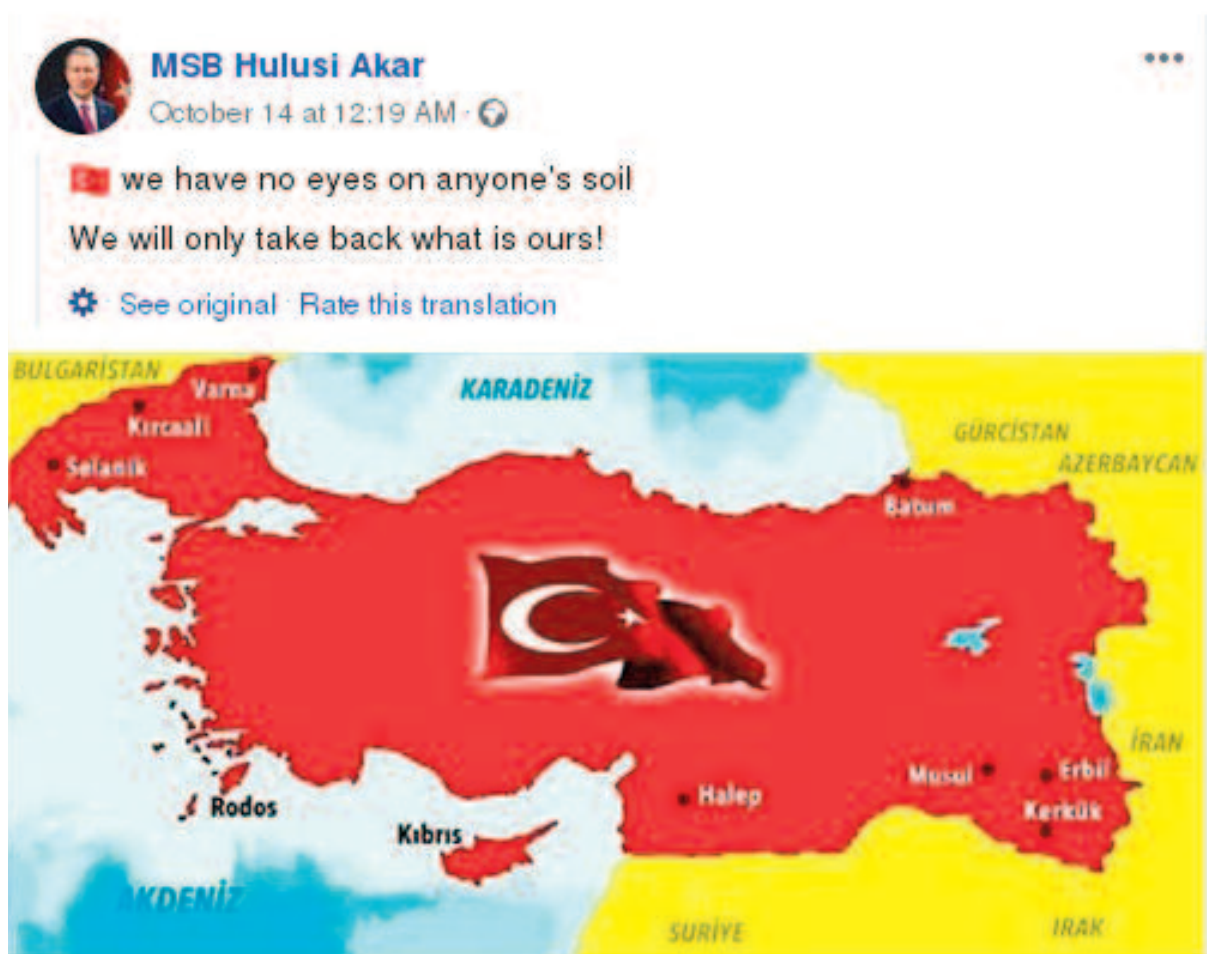 MSB Hulusi Akar
October 14 at 12:19 AM ·
we have no eyes on anyone's soil
We will only take back what is ours!
· See original · Rate this translation
BULGARİSTAN
Varna
KARADENİZ
Kırcaali
GÜRCİSTAN
Selanik
AZERBAYCAN
Batum
İRAN
Musul
Erbil
Halep
Rodos
Kerkük
Kıbrıs
AKDENİZ
SURİYE
IRAK